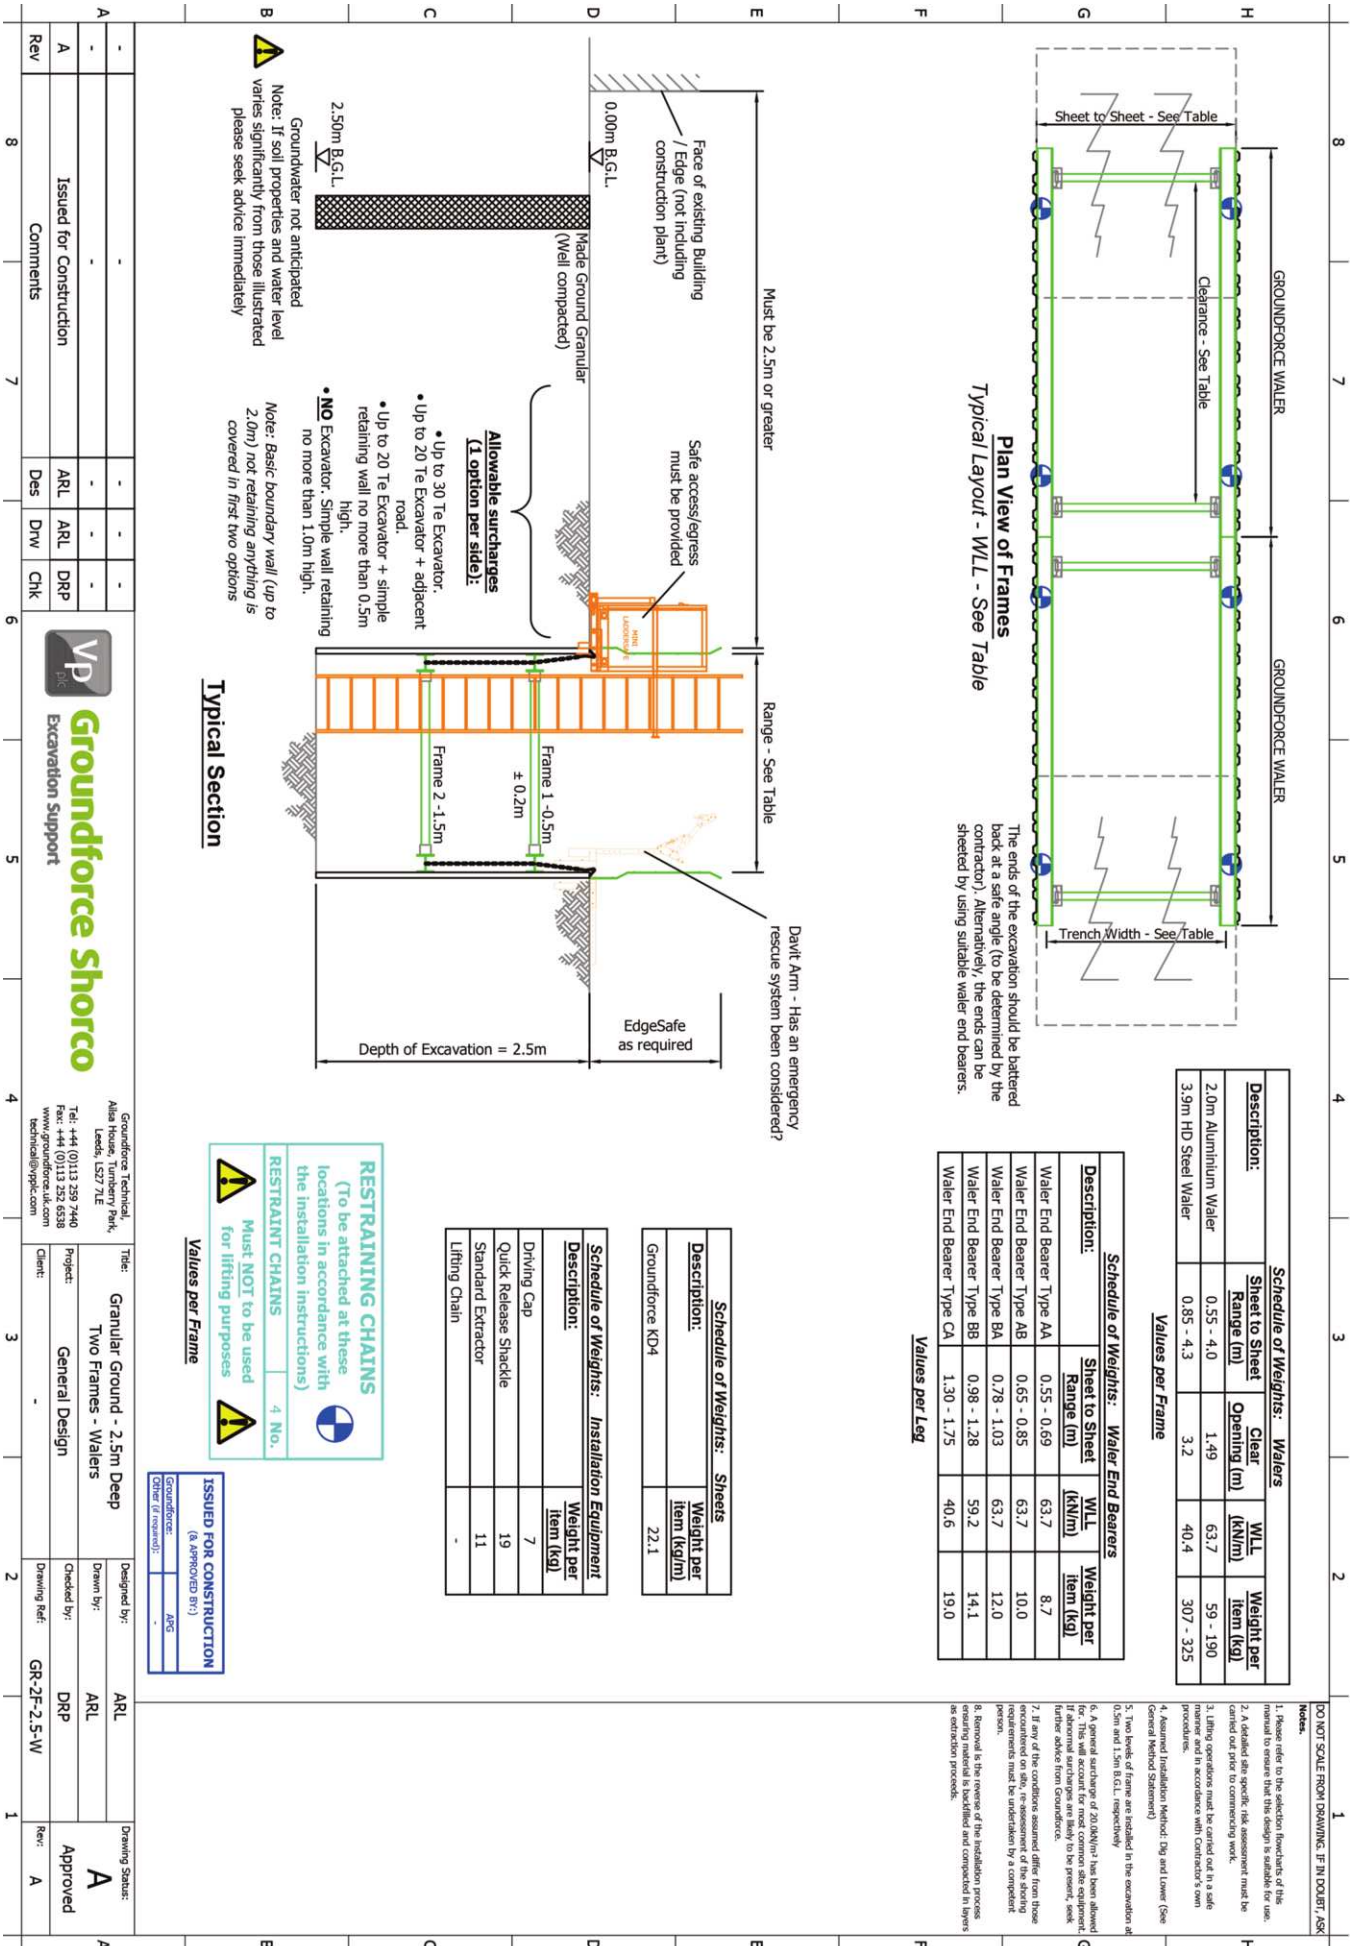 8 7 6 5 4 3 2 1
H
G
F
E
D
C
B
A
GROUNDFORCE WALER
GROUNDFORCE WALER
Sheet to Sheet - See Table
Clearance - See Table
Trench Width - See Table
Plan View of Frames
Typical Layout - WLL - See Table
The ends of the excavation should be battered
back at a safe angle (to be determined by the
contractor). Alternatively, the ends can be
sheeted by using suitable waler end bearers.
Schedule of Weights: Walers
Description: Sheet to Sheet Range (m) Clear Opening (m) WLL (kN/m) Weight per item (kg)
2.0m Aluminium Waler 0.55 - 4.0 1.49 63.7 59 - 190
3.9m HD Steel Waler 0.85 - 4.3 3.2 40.4 307 - 325
Values per Frame
Schedule of Weights: Waler End Bearers
Description: Sheet to Sheet Range (m) WLL (kN/m) Weight per item (kg)
Waler End Bearer Type AA 0.55 - 0.69 63.7 8.7
Waler End Bearer Type AB 0.65 - 0.85 63.7 10.0
Waler End Bearer Type BA 0.78 - 1.03 63.7 12.0
Waler End Bearer Type BB 0.98 - 1.28 59.2 14.1
Waler End Bearer Type CA 1.30 - 1.75 40.6 19.0
Values per Leg
Schedule of Weights: Sheets
Description: Weight per item (kg/m)
Groundforce KD4 22.1
Schedule of Weights: Installation Equipment
Description: Weight per item (kg)
Driving Cap 7
Quick Release Shackle 19
Standard Extractor 11
Lifting Chain -
RESTRAINING CHAINS
(To be attached at these
locations in accordance with
the installation instructions)
RESTRAINT CHAINS 4 No.
Must NOT to be used
for lifting purposes
Values per Frame
DO NOT SCALE FROM DRAWING. IF IN DOUBT, ASK
Notes.
1. Please refer to the selection flowcharts of this
manual to ensure that this design is suitable for use.
2. A detailed site specific risk assessment must be
carried out prior to commencing work.
3. Lifting operations must be carried out in a safe
manner and in accordance with Contractor's own
procedures.
4. Assumed Installation Method: Dig and Lower (See
General Method Statement)
5. Two levels of frame are installed in the excavation at
0.5m and 1.5m B.G.L. respectively
6. A general surcharge of 20.0kN/m² has been allowed
for. This will account for most common site equipment.
If abnormal surcharges are likely to be present, seek
further advice from Groundforce.
7. If any of the conditions assumed differ from those
encountered on site, re-assessment of the shoring
requirements must be undertaken by a competent
person.
8. Removal is the reverse of the installation process
ensuring material is backfilled and compacted in layers
as extraction proceeds.
Must be 2.5m or greater
Range - See Table
Face of existing Building
/ Edge (not including
construction plant)
Safe access/egress
must be provided
Davit Arm - Has an emergency
rescue system been considered?
MINI
LADDERSAFE
EdgeSafe
as required
Depth of Excavation = 2.5m
0.00m B.G.L.
Made Ground Granular
(Well compacted)
2.50m B.G.L.
Frame 1 -0.5m
± 0.2m
Frame 2 -1.5m
Allowable surcharges
(1 option per side):
• Up to 30 Te Excavator.
• Up to 20 Te Excavator + adjacent
road.
• Up to 20 Te Excavator + simple
retaining wall no more than 0.5m
high.
• NO Excavator. Simple wall retaining
no more than 1.0m high.
Note: Basic boundary wall (up to
2.0m) not retaining anything is
covered in first two options
Groundwater not anticipated
Note: If soil properties and water level
varies significantly from those illustrated
please seek advice immediately
Typical Section
ISSUED FOR CONSTRUCTION
(& APPROVED BY:)
Groundforce: APG
Other (if required): -
- - - - -
- - - - -
A Issued for Construction ARL ARL DRP
Rev Comments Des Drw Chk
Vp plc
Groundforce Shorco
Excavation Support
Groundforce Technical,
Ailsa House, Turnberry Park,
Leeds, LS27 7LE
Tel: +44 (0)113 259 7440
Fax: +44 (0)113 252 6538
www.groundforce.uk.com
technical@vpplc.com
Title: Granular Ground - 2.5m Deep
Two Frames - Walers
Project: General Design
Client: -
Designed by: ARL
Drawn by: ARL
Checked by: DRP
Drawing Ref: GR-2F-2.5-W
Drawing Status: A
Approved
Rev: A
8 7 6 5 4 3 2 1